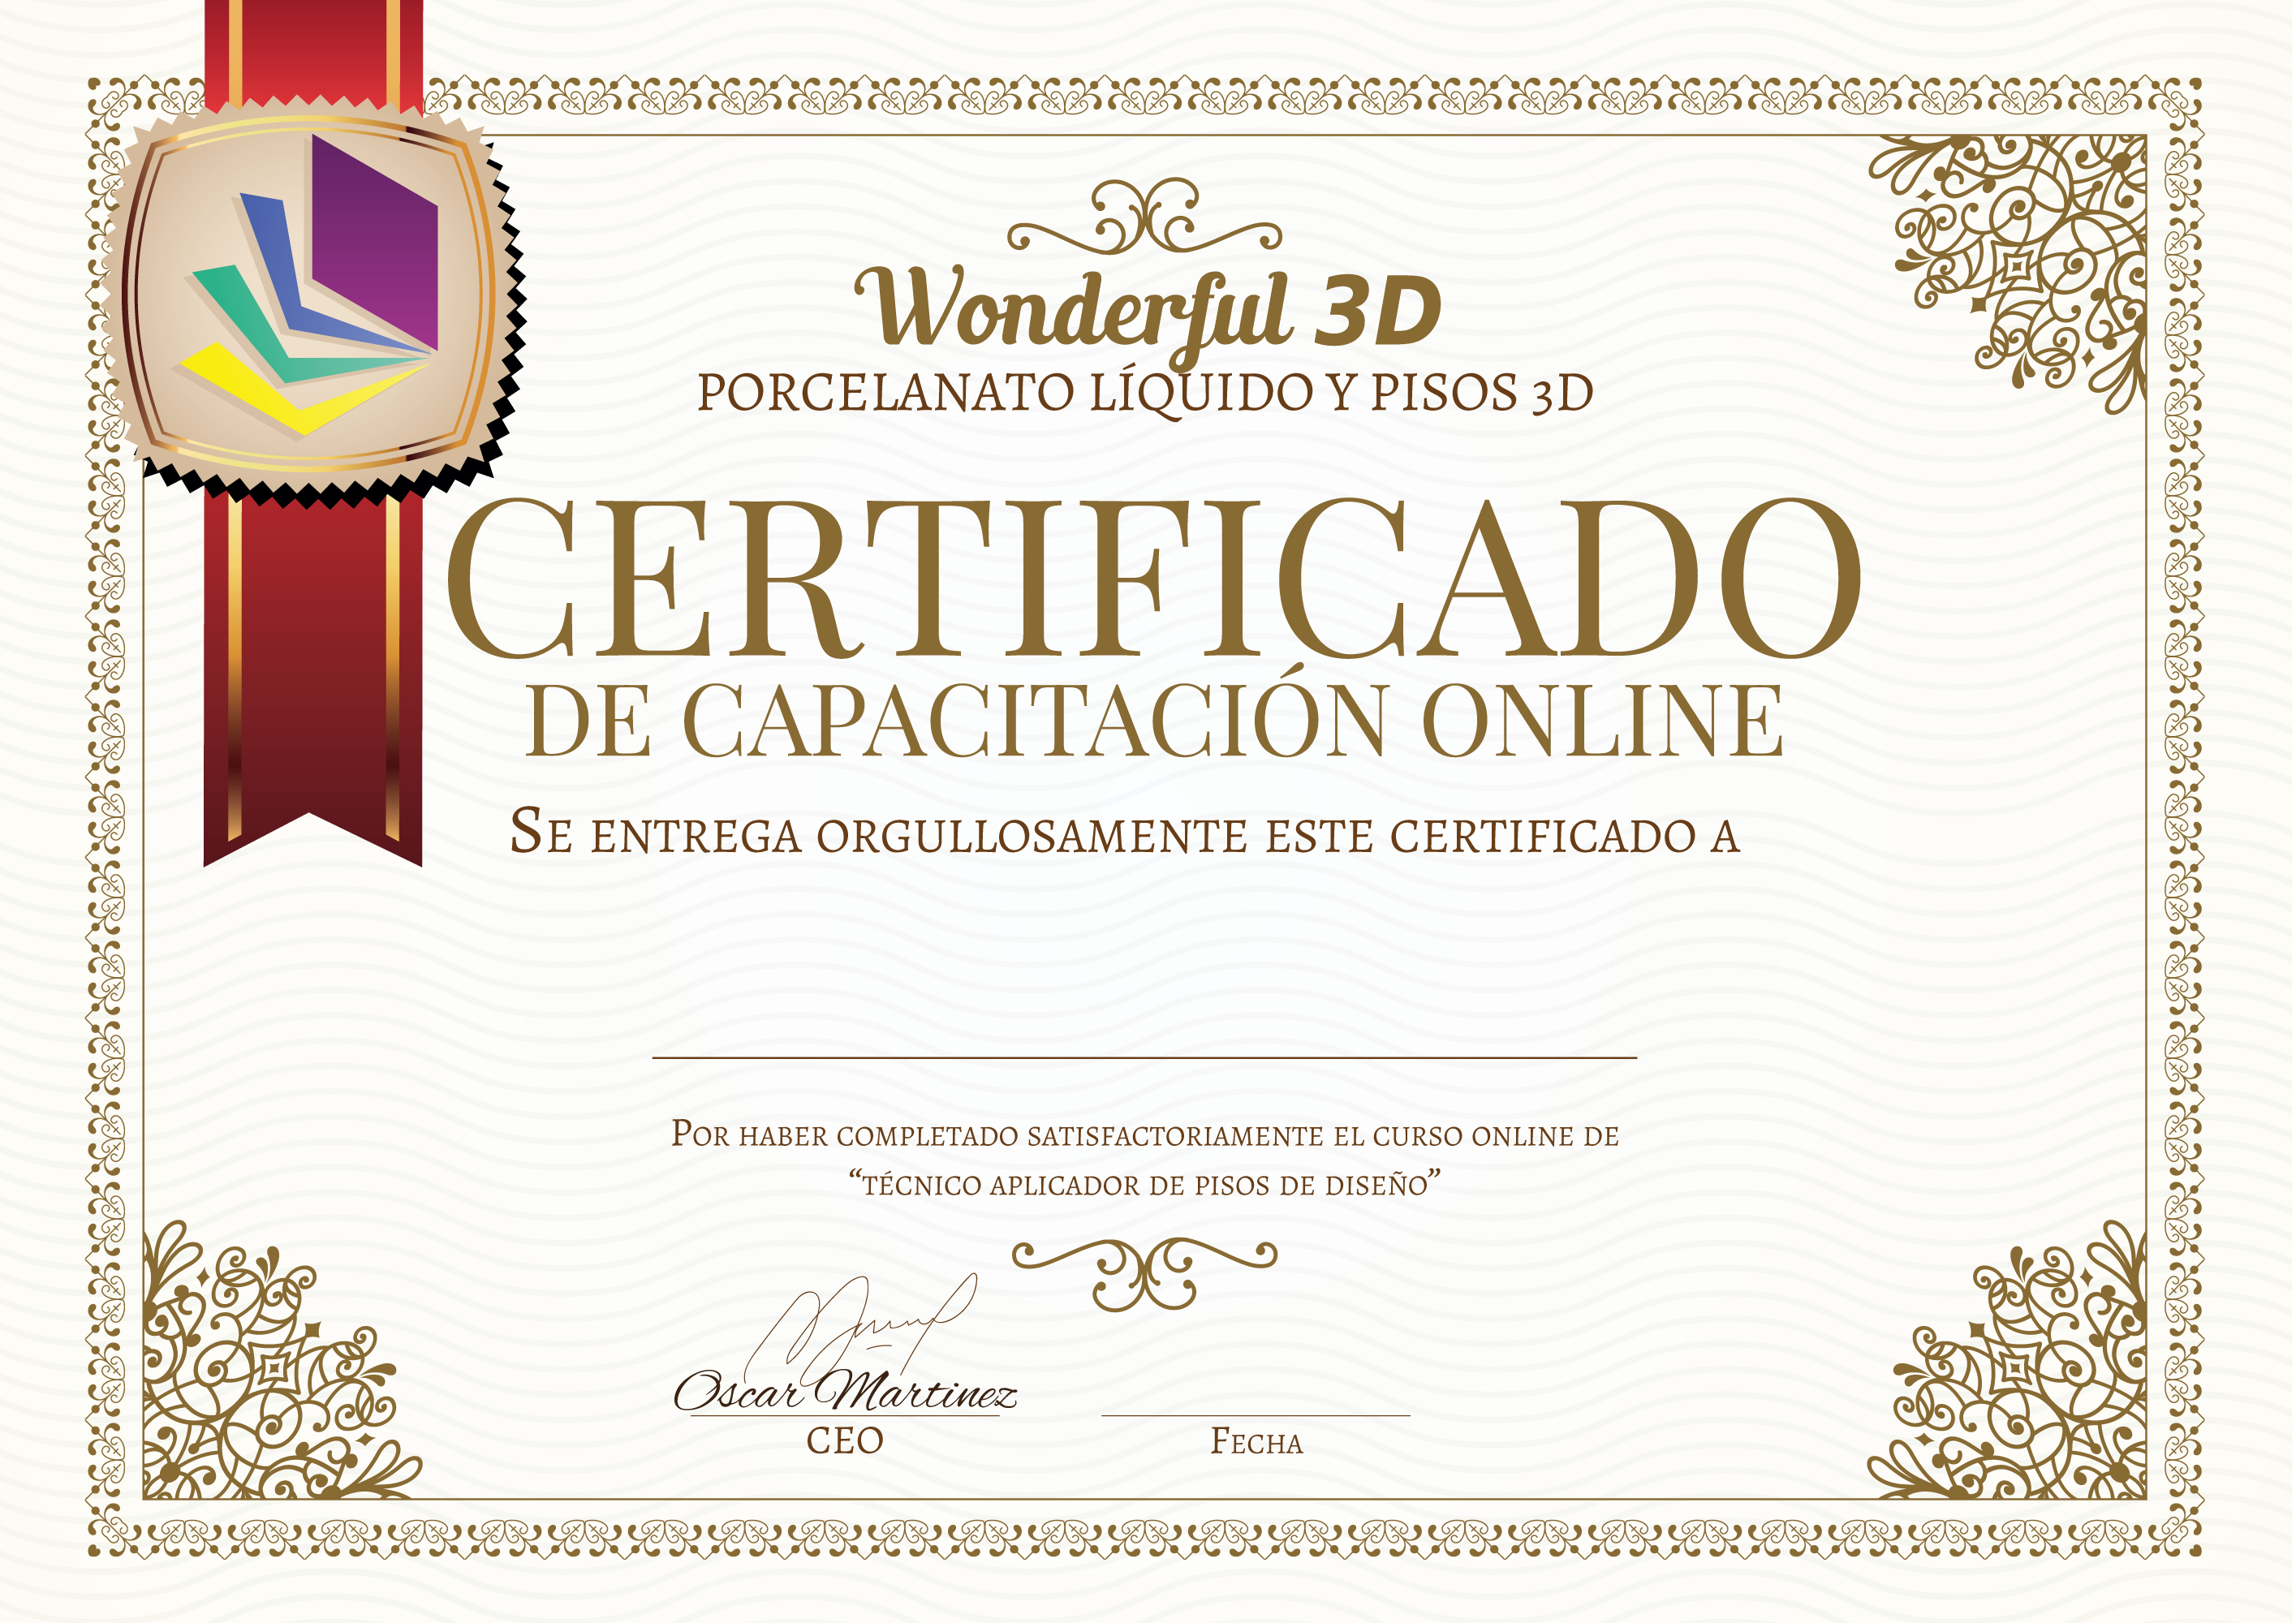 Wonderful 3D
PORCELANATO LÍQUIDO Y PISOS 3D
CERTIFICADO
DE CAPACITACIÓN ONLINE
Se entrega orgullosamente este certificado a
Por haber completado satisfactoriamente el curso online de
“técnico aplicador de pisos de diseño”
Oscar Martinez
CEO
Fecha